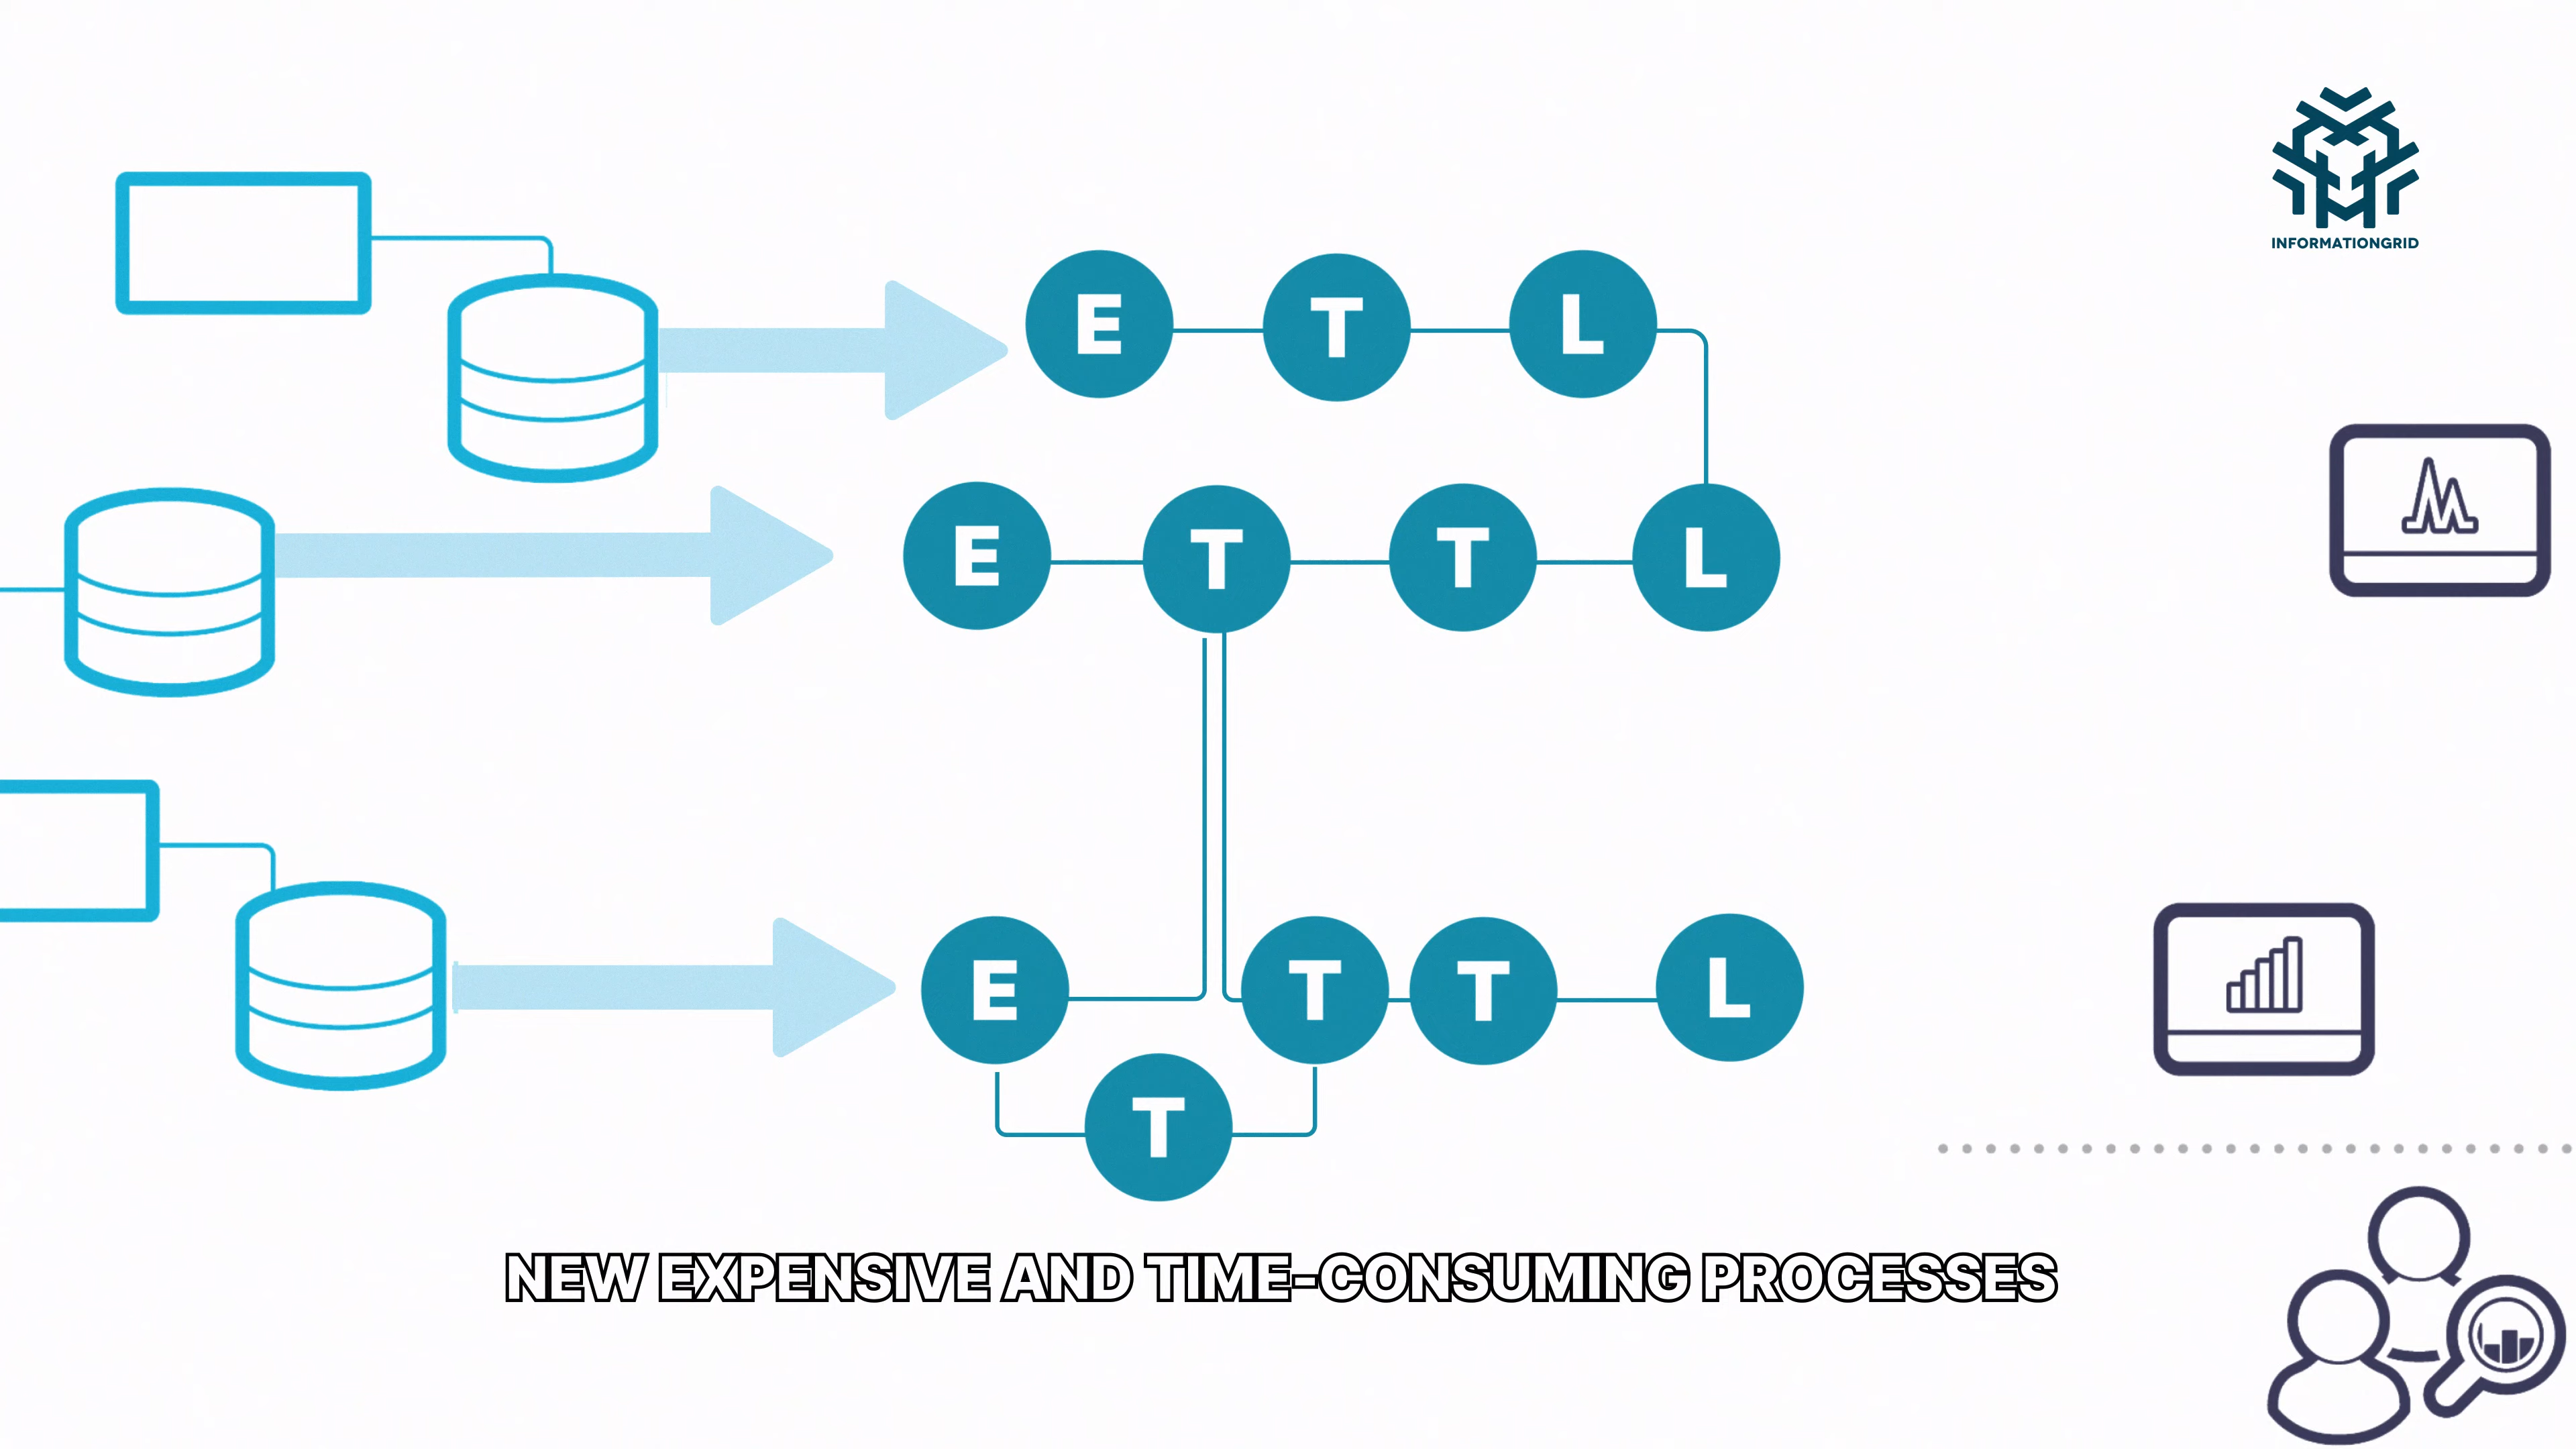 INFORMATIONGRID
E T L
E T T L
E T T L
T
NEW EXPENSIVE AND TIME-CONSUMING PROCESSES